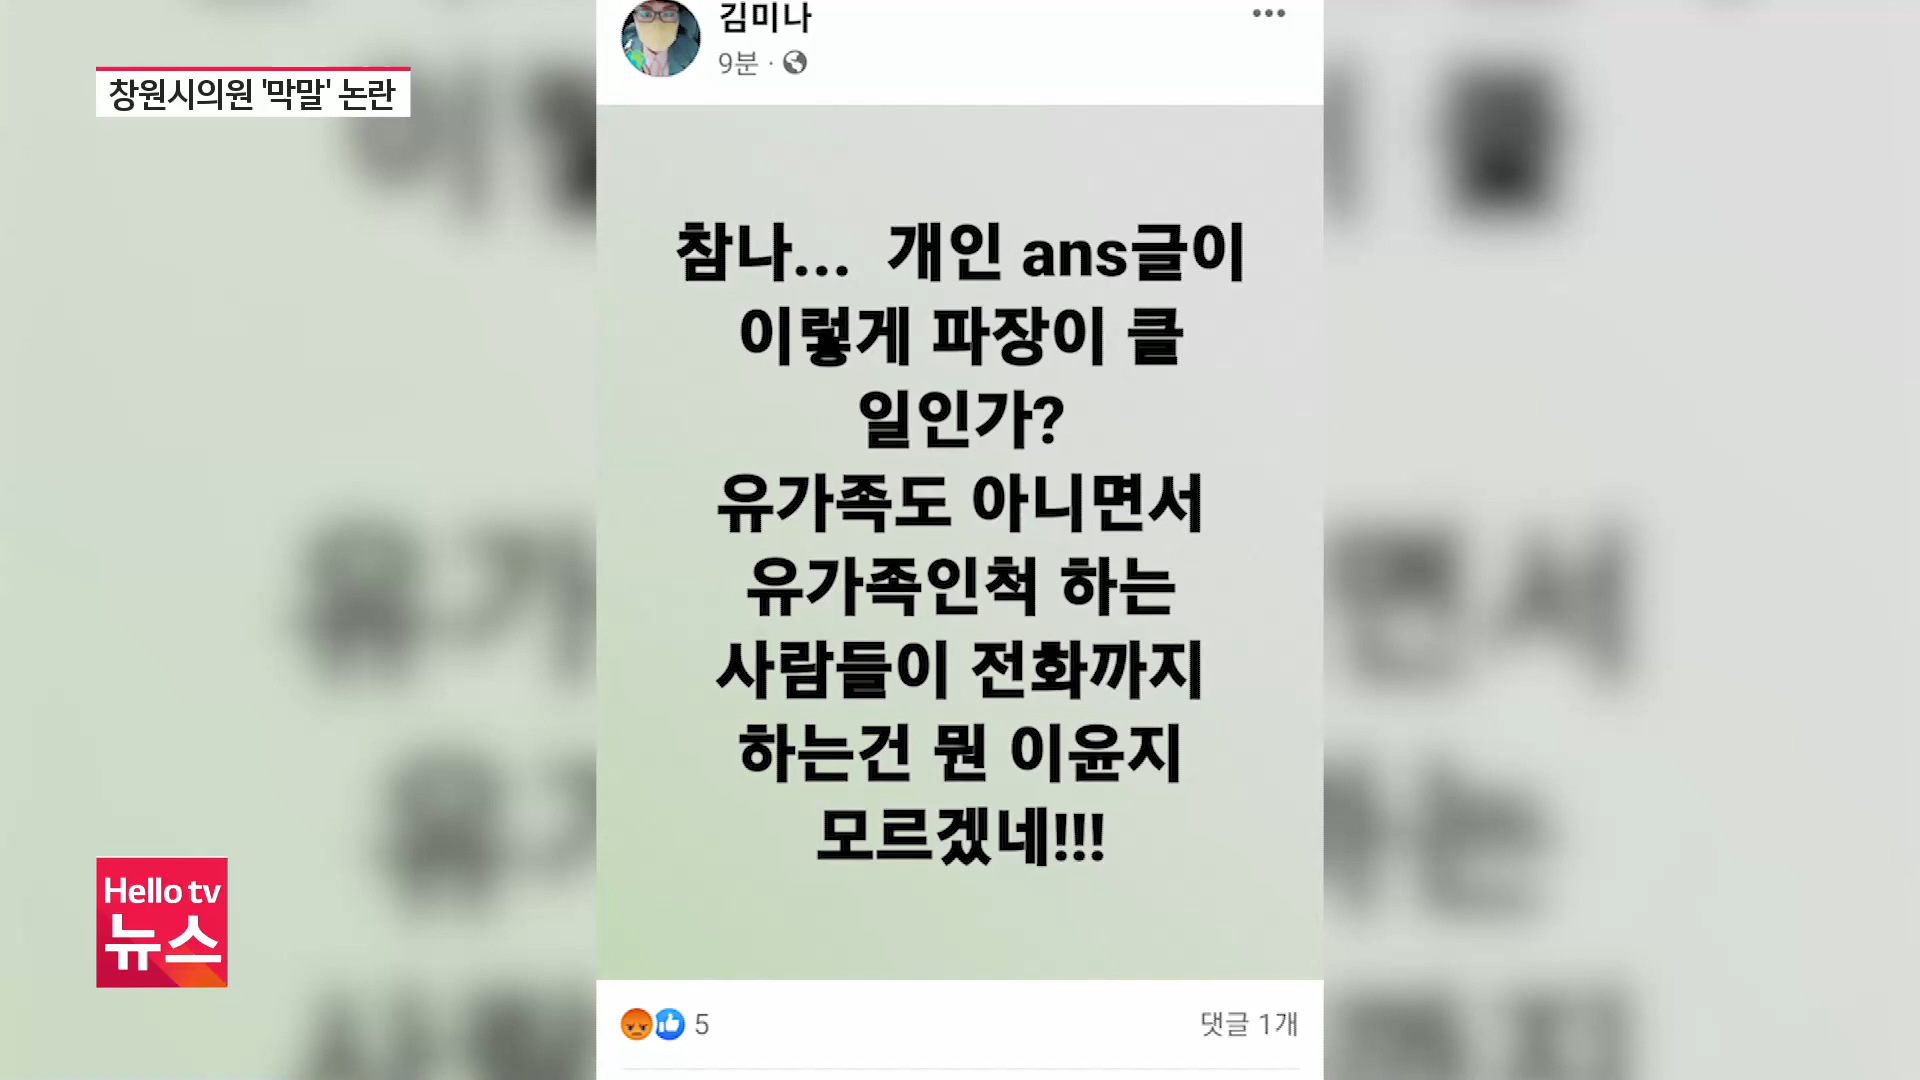 김미나
9분
창원시의원 '막말' 논란
참나... 개인 ans글이
이렇게 파장이 클
일인가?
유가족도 아니면서
유가족인척 하는
사람들이 전화까지
하는건 뭔 이윤지
모르겠네!!!
Hello tv
뉴스
5
댓글 1개